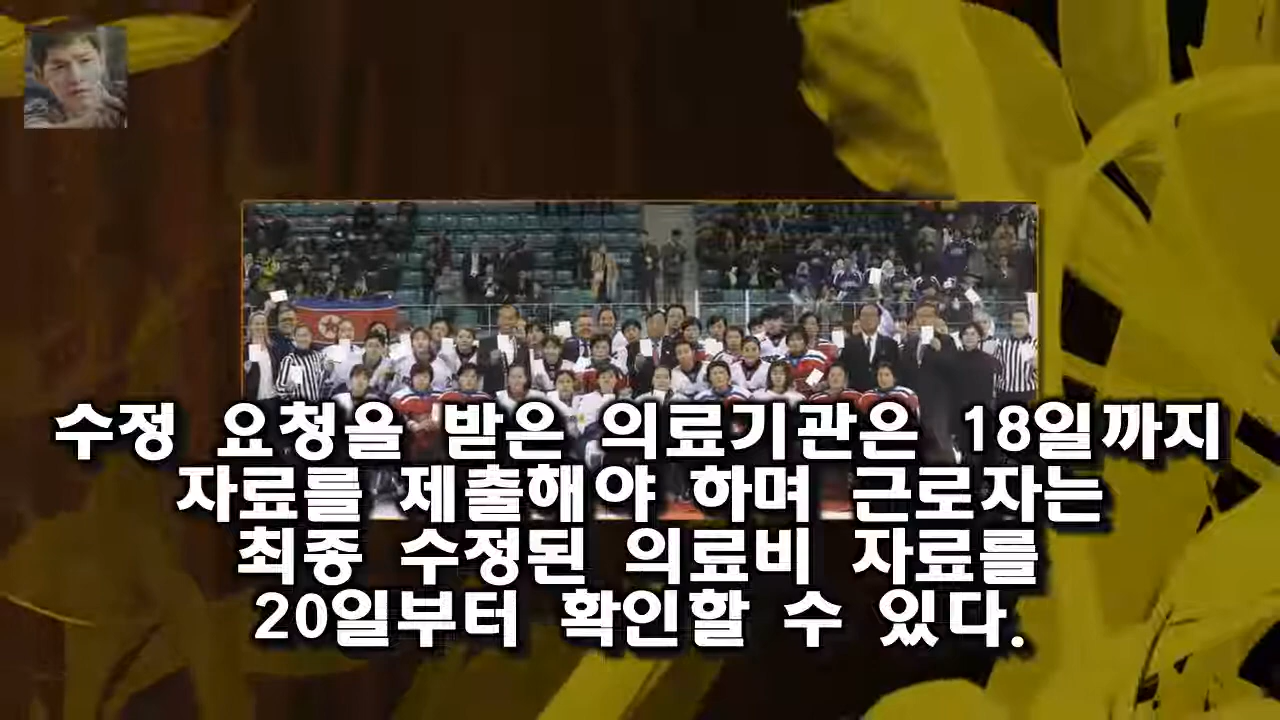 수정 요청을 받은 의료기관은 18일까지
자료를 제출해야 하며 근로자는
최종 수정된 의료비 자료를
20일부터 확인할 수 있다.